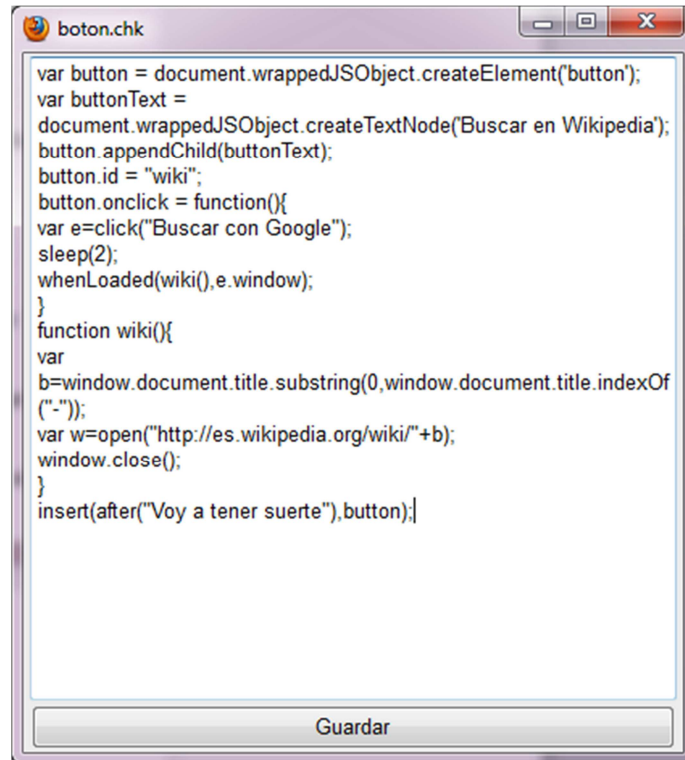 boton.chk
var button = document.wrappedJSObject.createElement('button');
var buttonText =
document.wrappedJSObject.createTextNode('Buscar en Wikipedia');
button.appendChild(buttonText);
button.id = "wiki";
button.onclick = function(){
var e=click("Buscar con Google");
sleep(2);
whenLoaded(wiki(),e.window);
}
function wiki(){
var
b=window.document.title.substring(0,window.document.title.indexOf
("-"));
var w=open("http://es.wikipedia.org/wiki/"+b);
window.close();
}
insert(after("Voy a tener suerte"),button);
Guardar